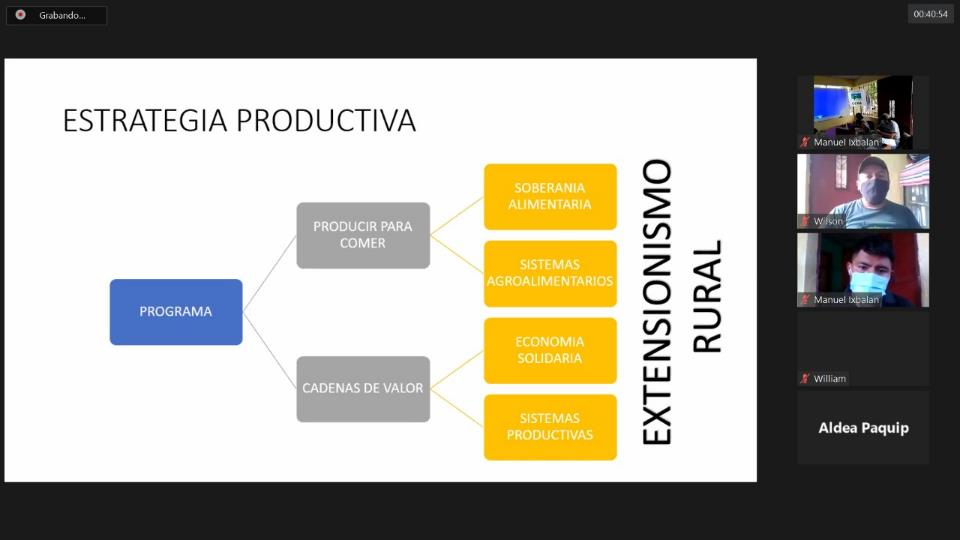 Grabando...
00:40:54
ESTRATEGIA PRODUCTIVA
PROGRAMA
PRODUCIR PARA
COMER
CADENAS DE VALOR
SOBERANIA
ALIMENTARIA
SISTEMAS
AGROALIMENTARIOS
ECONOMIA
SOLIDARIA
SISTEMAS
PRODUCTIVAS
EXTENSIONISMO
RURAL
Manuel Ixbalan
Wilson
Manuel Ixbalan
William
Aldea Paquip